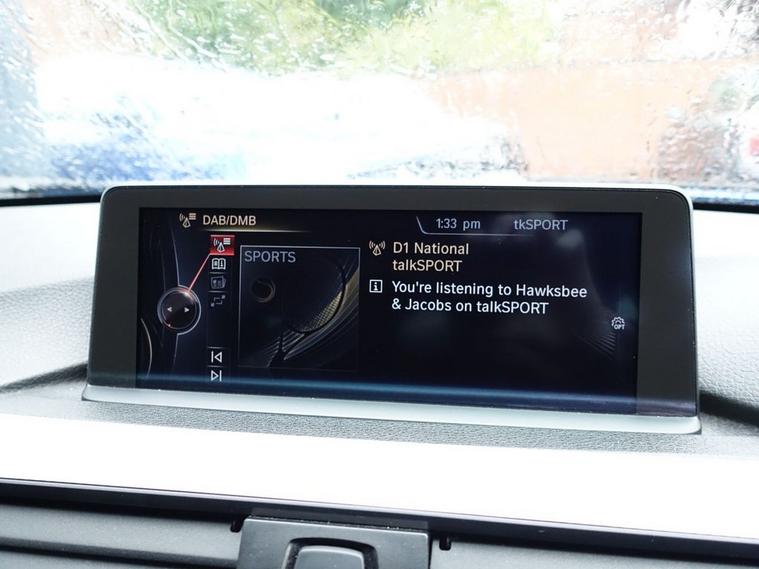 DAB/DMB
1:33 pm tkSPORT
SPORTS
D1 National
talkSPORT
You're listening to Hawksbee
& Jacobs on talkSPORT
OPT